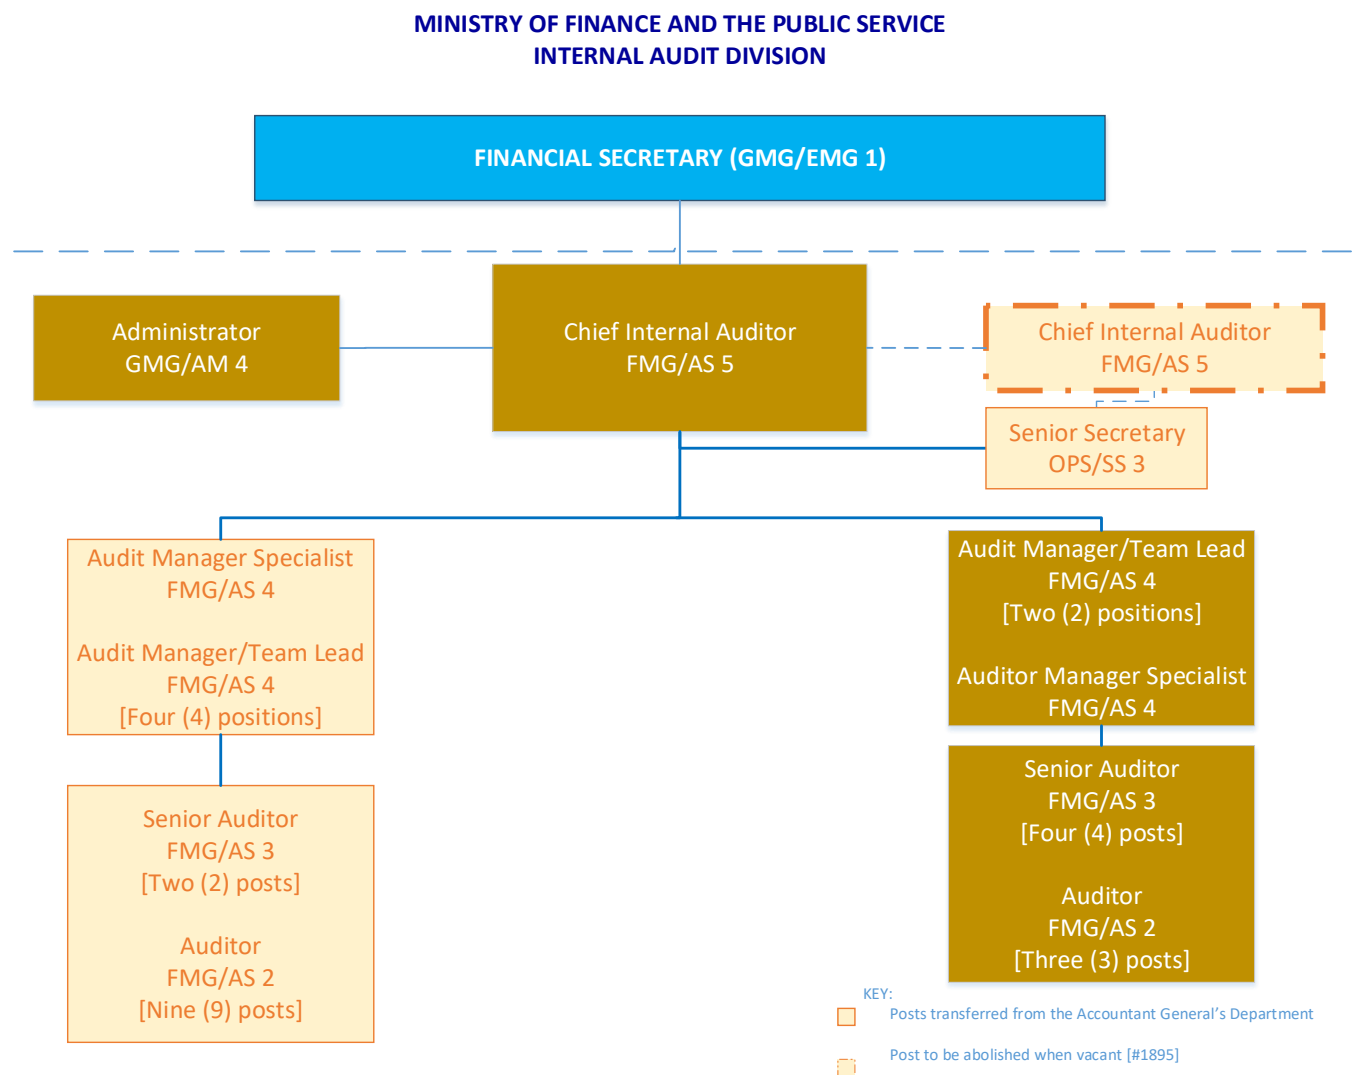 MINISTRY OF FINANCE AND THE PUBLIC SERVICE
INTERNAL AUDIT DIVISION
FINANCIAL SECRETARY (GMG/EMG 1)
Administrator
GMG/AM 4
Chief Internal Auditor
FMG/AS 5
Chief Internal Auditor
FMG/AS 5
Senior Secretary
OPS/SS 3
Audit Manager Specialist
FMG/AS 4
Audit Manager/Team Lead
FMG/AS 4
[Four (4) positions]
Audit Manager/Team Lead
FMG/AS 4
[Two (2) positions]
Auditor Manager Specialist
FMG/AS 4
Senior Auditor
FMG/AS 3
[Two (2) posts]
Auditor
FMG/AS 2
[Nine (9) posts]
Senior Auditor
FMG/AS 3
[Four (4) posts]
Auditor
FMG/AS 2
[Three (3) posts]
KEY:
Posts transferred from the Accountant General’s Department
Post to be abolished when vacant [#1895]